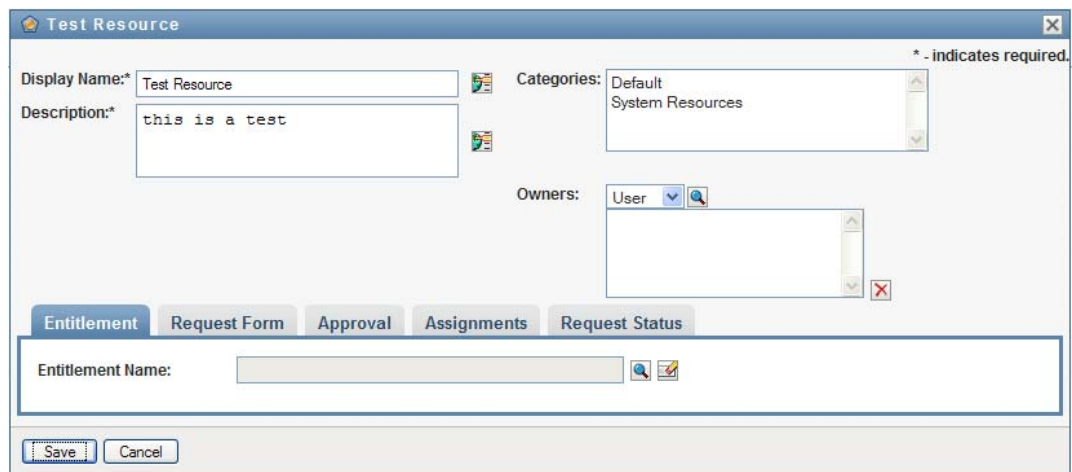 Test Resource
* - indicates required.
Display Name:* Test Resource
Categories: Default
System Resources
Description:* this is a test
Owners: User
Entitlement Request Form Approval Assignments Request Status
Entitlement Name:
Save Cancel